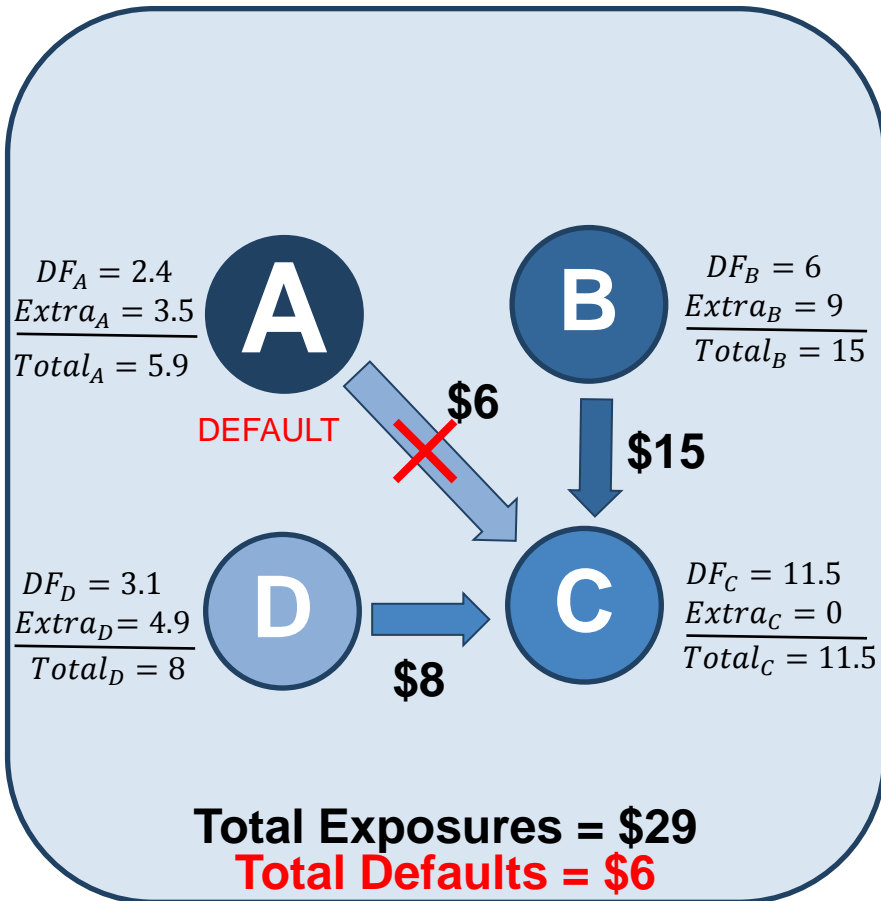 A
DF_A = 2.4
Extra_A = 3.5
Total_A = 5.9
DEFAULT
B
DF_B = 6
Extra_B = 9
Total_B = 15
$6
$15
D
DF_D = 3.1
Extra_D= 4.9
Total_D = 8
$8
C
DF_C = 11.5
Extra_C = 0
Total_C = 11.5
Total Exposures = $29
Total Defaults = $6